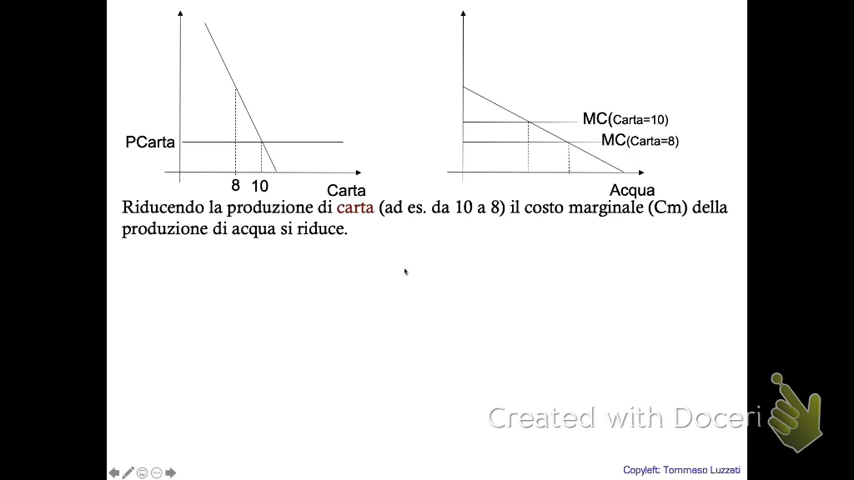 MC(Carta=10)
PCarta
MC(Carta=8)
8 10
Carta
Acqua
Riducendo la produzione di carta (ad es. da 10 a 8) il costo marginale (Cm) della
produzione di acqua si riduce.
Created with Doceri
Copyleft: Tommaso Luzzati